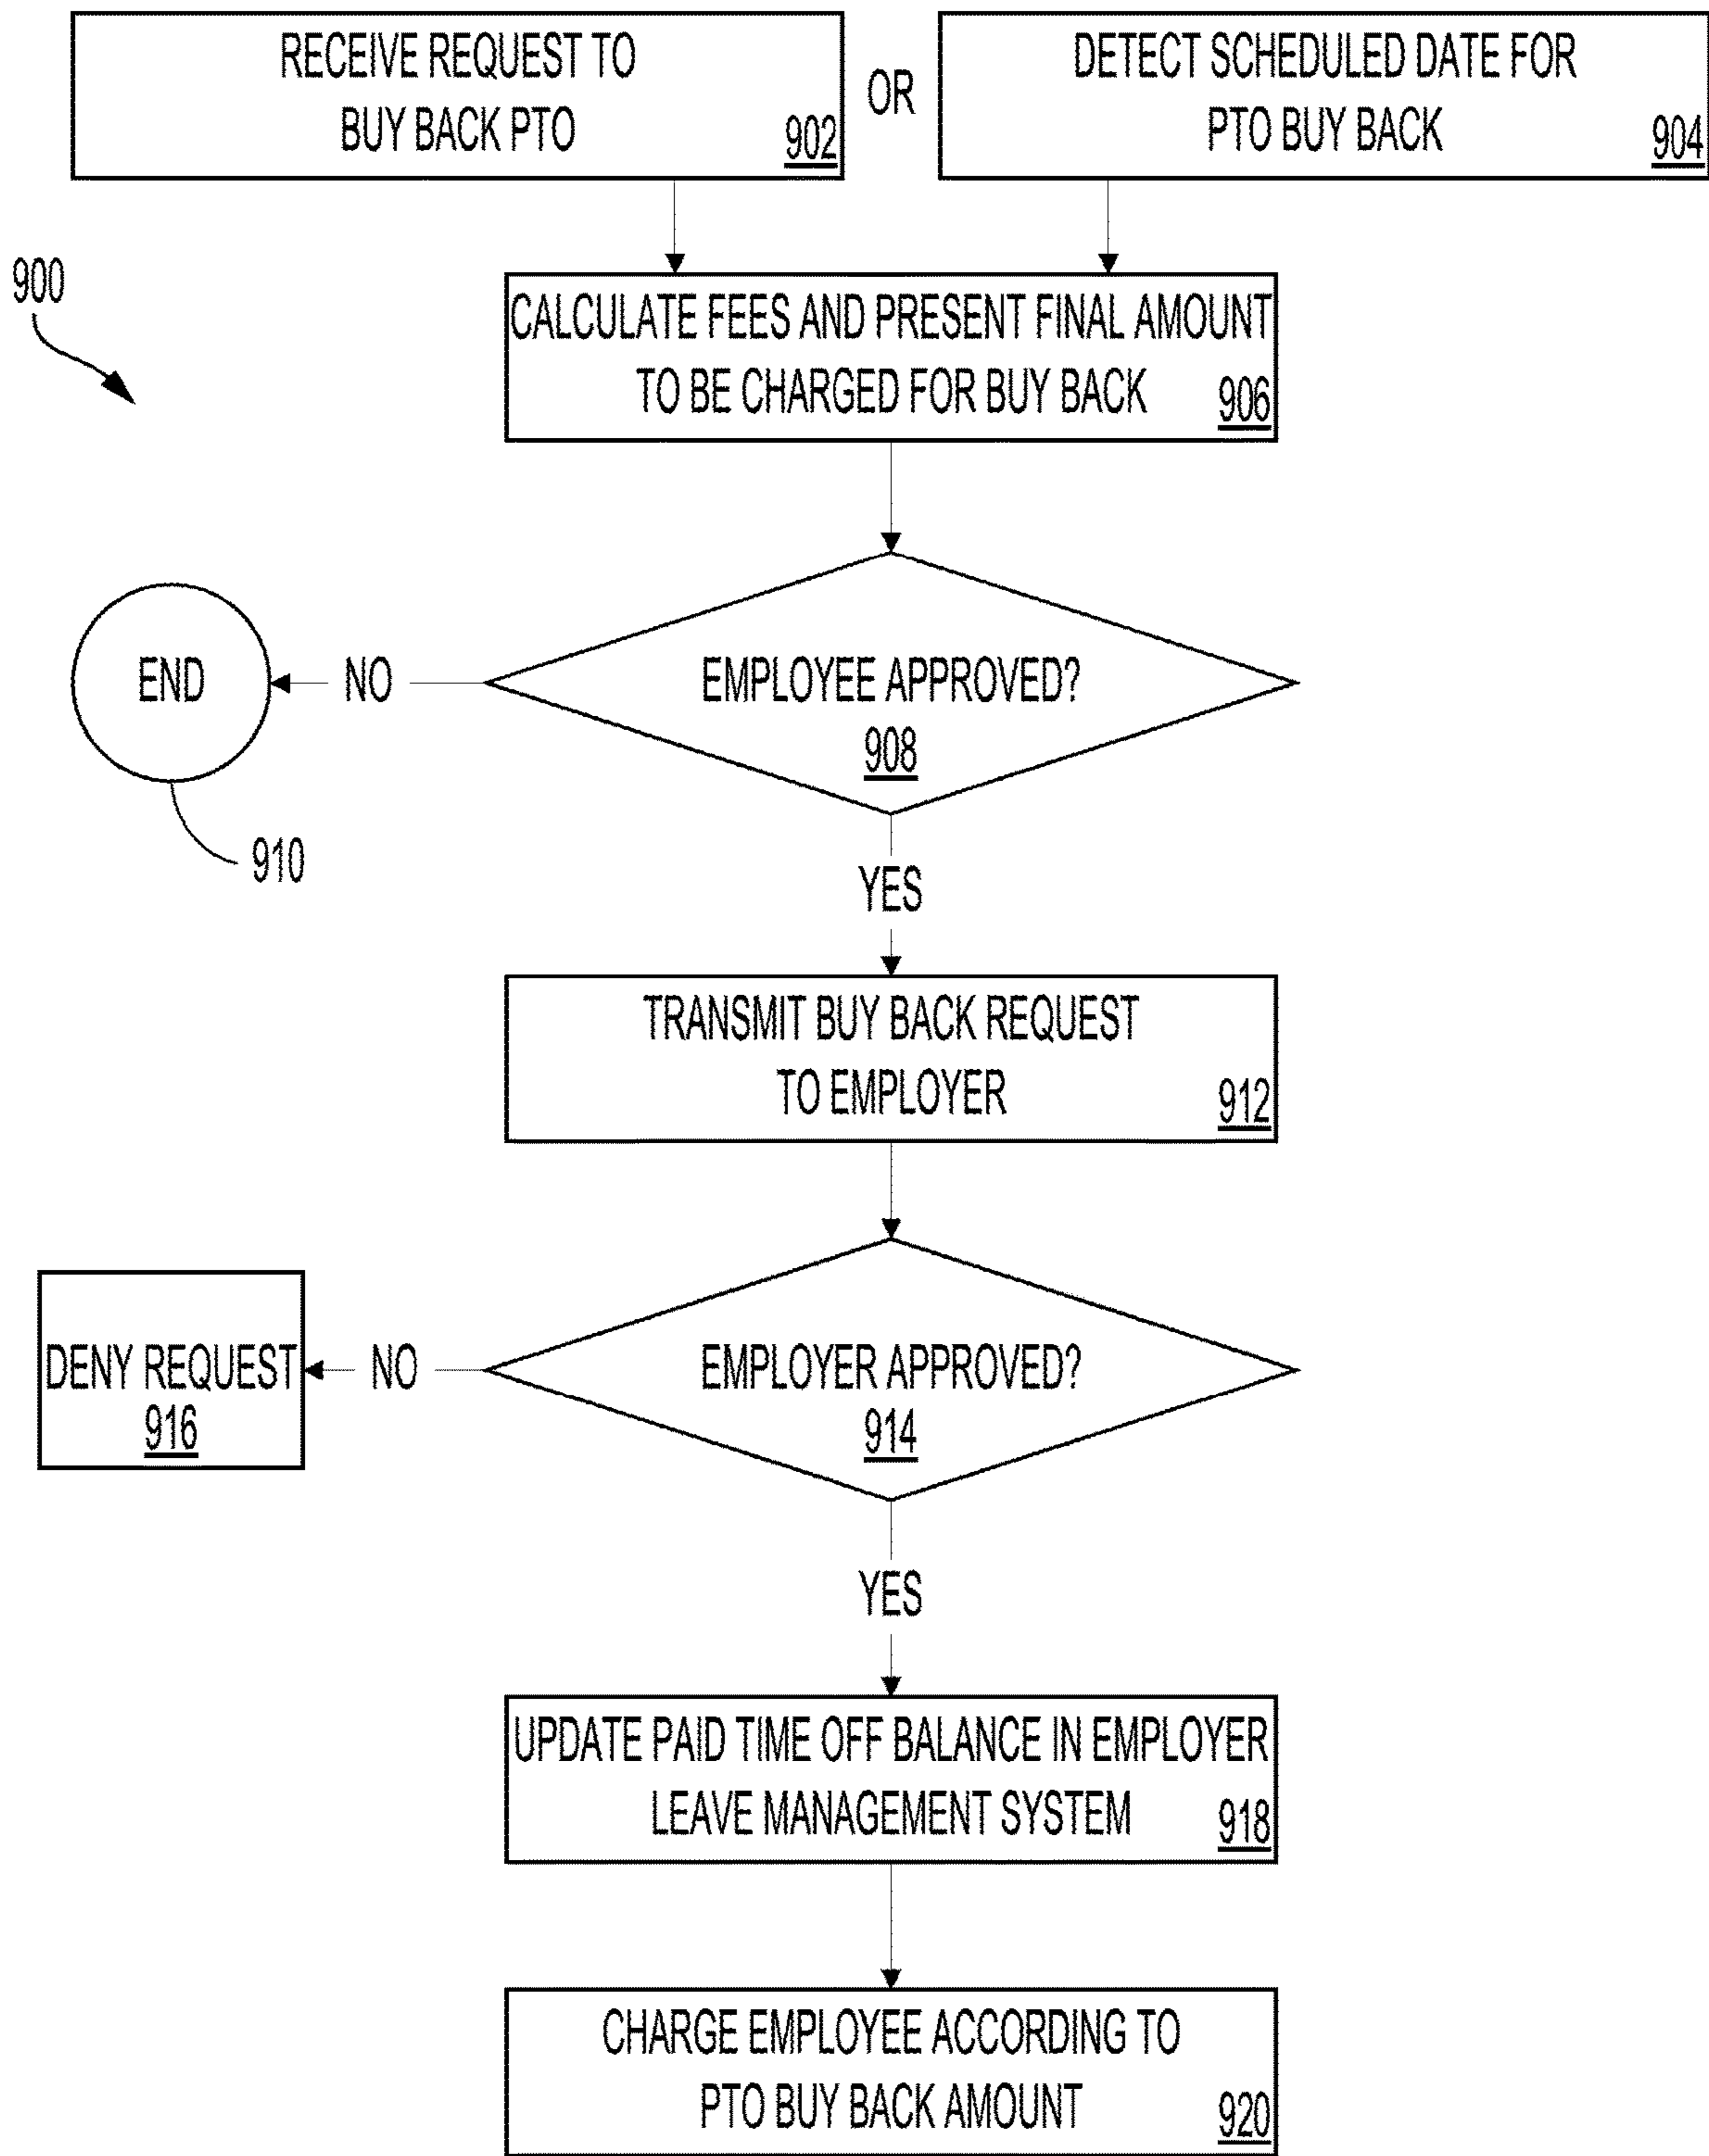 RECEIVE REQUEST TO
BUY BACK PTO
902
OR
DETECT SCHEDULED DATE FOR
PTO BUY BACK
904
900
CALCULATE FEES AND PRESENT FINAL AMOUNT
TO BE CHARGED FOR BUY BACK
906
END
NO
EMPLOYEE APPROVED?
908
910
YES
TRANSMIT BUY BACK REQUEST
TO EMPLOYER
912
DENY REQUEST
916
NO
EMPLOYER APPROVED?
914
YES
UPDATE PAID TIME OFF BALANCE IN EMPLOYER
LEAVE MANAGEMENT SYSTEM
918
CHARGE EMPLOYEE ACCORDING TO
PTO BUY BACK AMOUNT
920